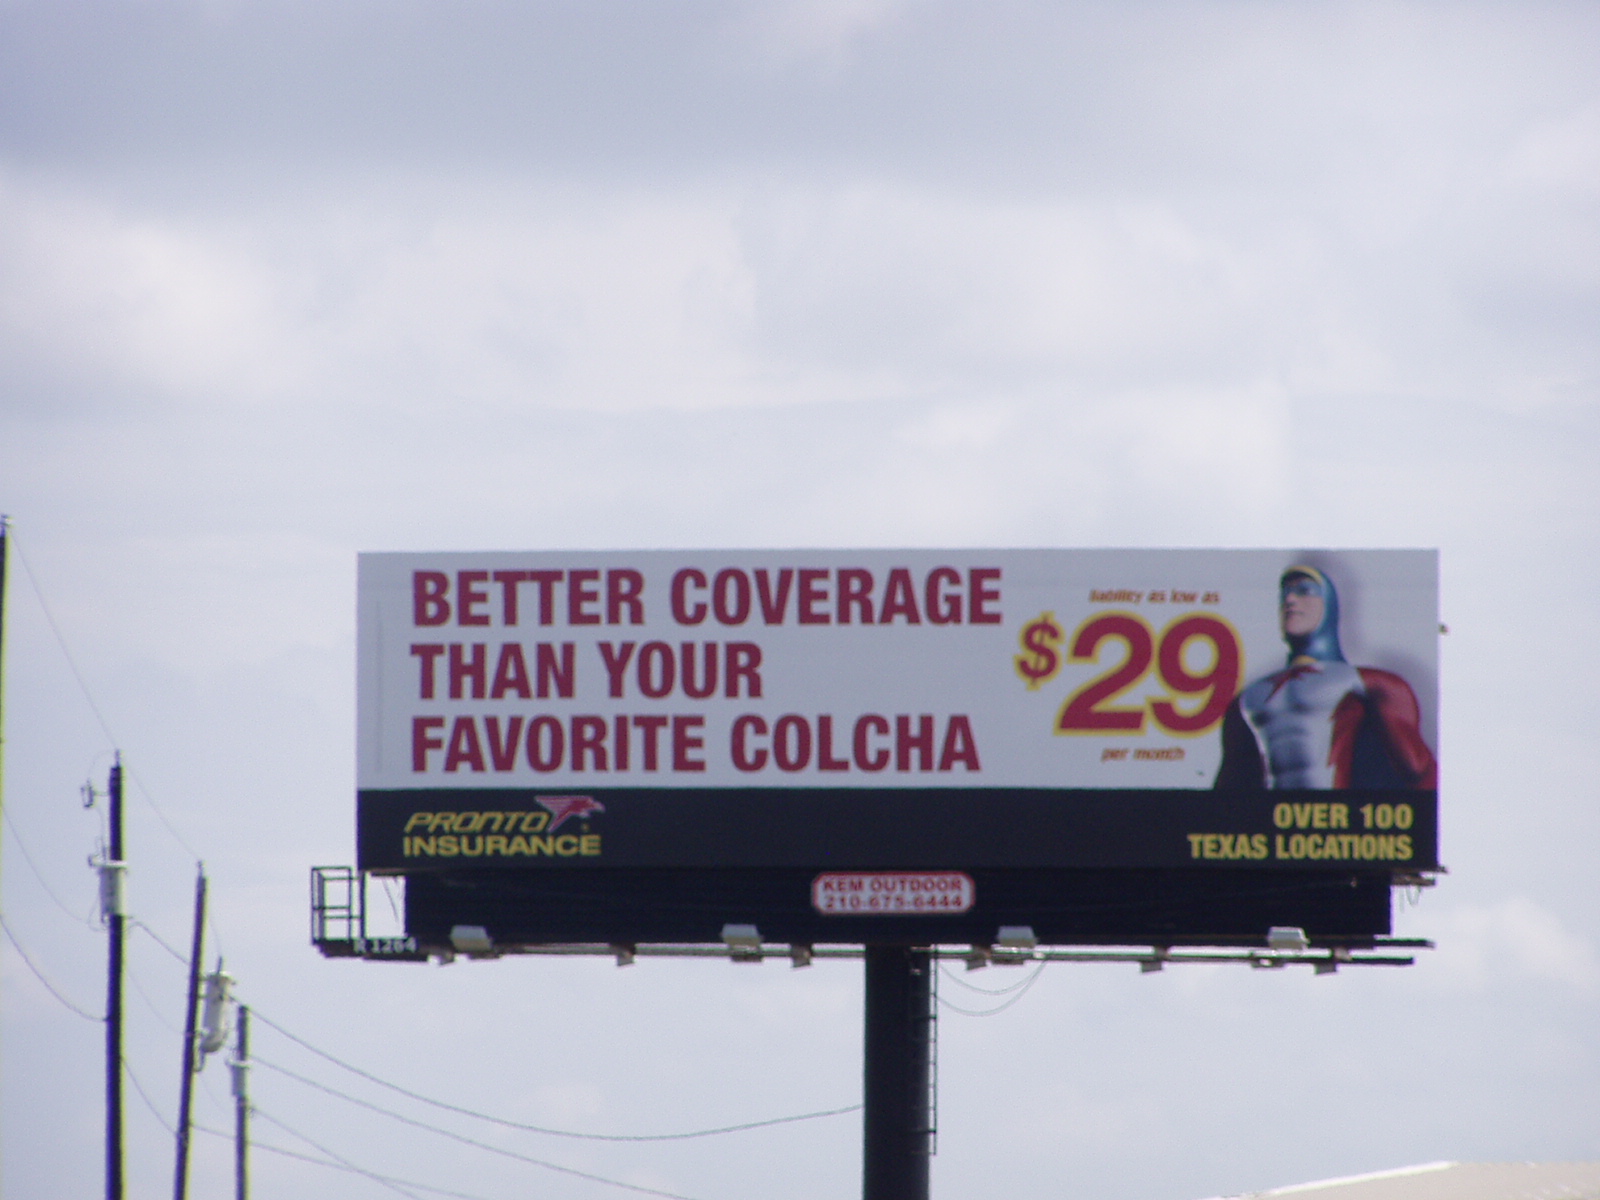 BETTER COVERAGE
THAN YOUR
FAVORITE COLCHA
liability as low as
$29
per month
PRONTO
INSURANCE
OVER 100
TEXAS LOCATIONS
KEM OUTDOOR
210-675-6444
R 1264